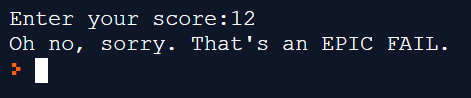 Enter your score:12
Oh no, sorry. That's an EPIC FAIL.
>